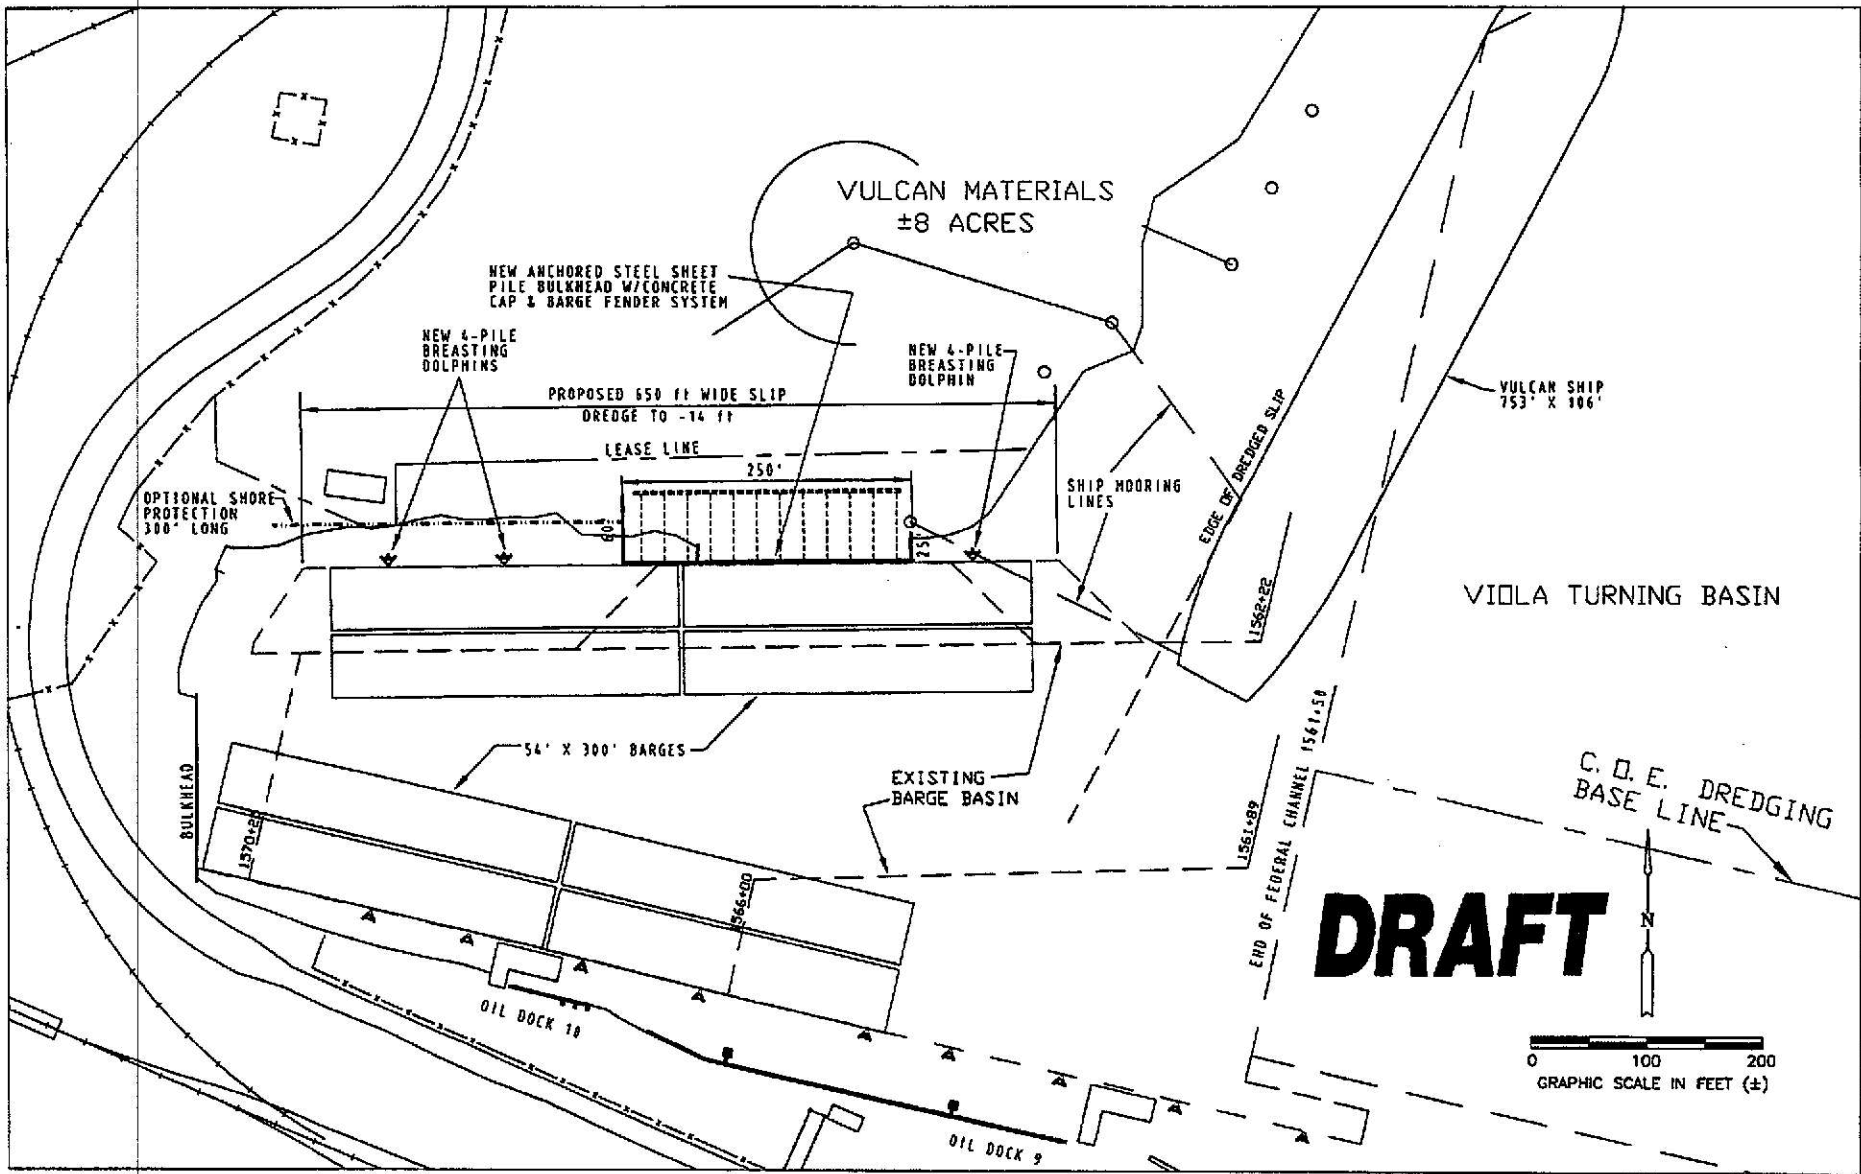 VULCAN MATERIALS
±8 ACRES
NEW ANCHORED STEEL SHEET
PILE BULKHEAD W/CONCRETE
CAP & BARGE FENDER SYSTEM
NEW 4-PILE
BREASTING
DOLPHINS
NEW 4-PILE
BREASTING
DOLPHIN
PROPOSED 650 ft WIDE SLIP
DREDGE TO -14 ft
LEASE LINE
250'
OPTIONAL SHORE
PROTECTION
300' LONG
60'
25'
SHIP MOORING
LINES
EDGE OF DREDGED SLIP
VULCAN SHIP
753' X 106'
VIOLA TURNING BASIN
1562+22
54' X 300' BARGES
BULKHEAD
EXISTING
BARGE BASIN
END OF FEDERAL CHANNEL 1561+50
C. O. E. DREDGING
BASE LINE
1561+89
1566+00
DRAFT
N
OIL DOCK 10
OIL DOCK 9
0 100 200
GRAPHIC SCALE IN FEET (±)